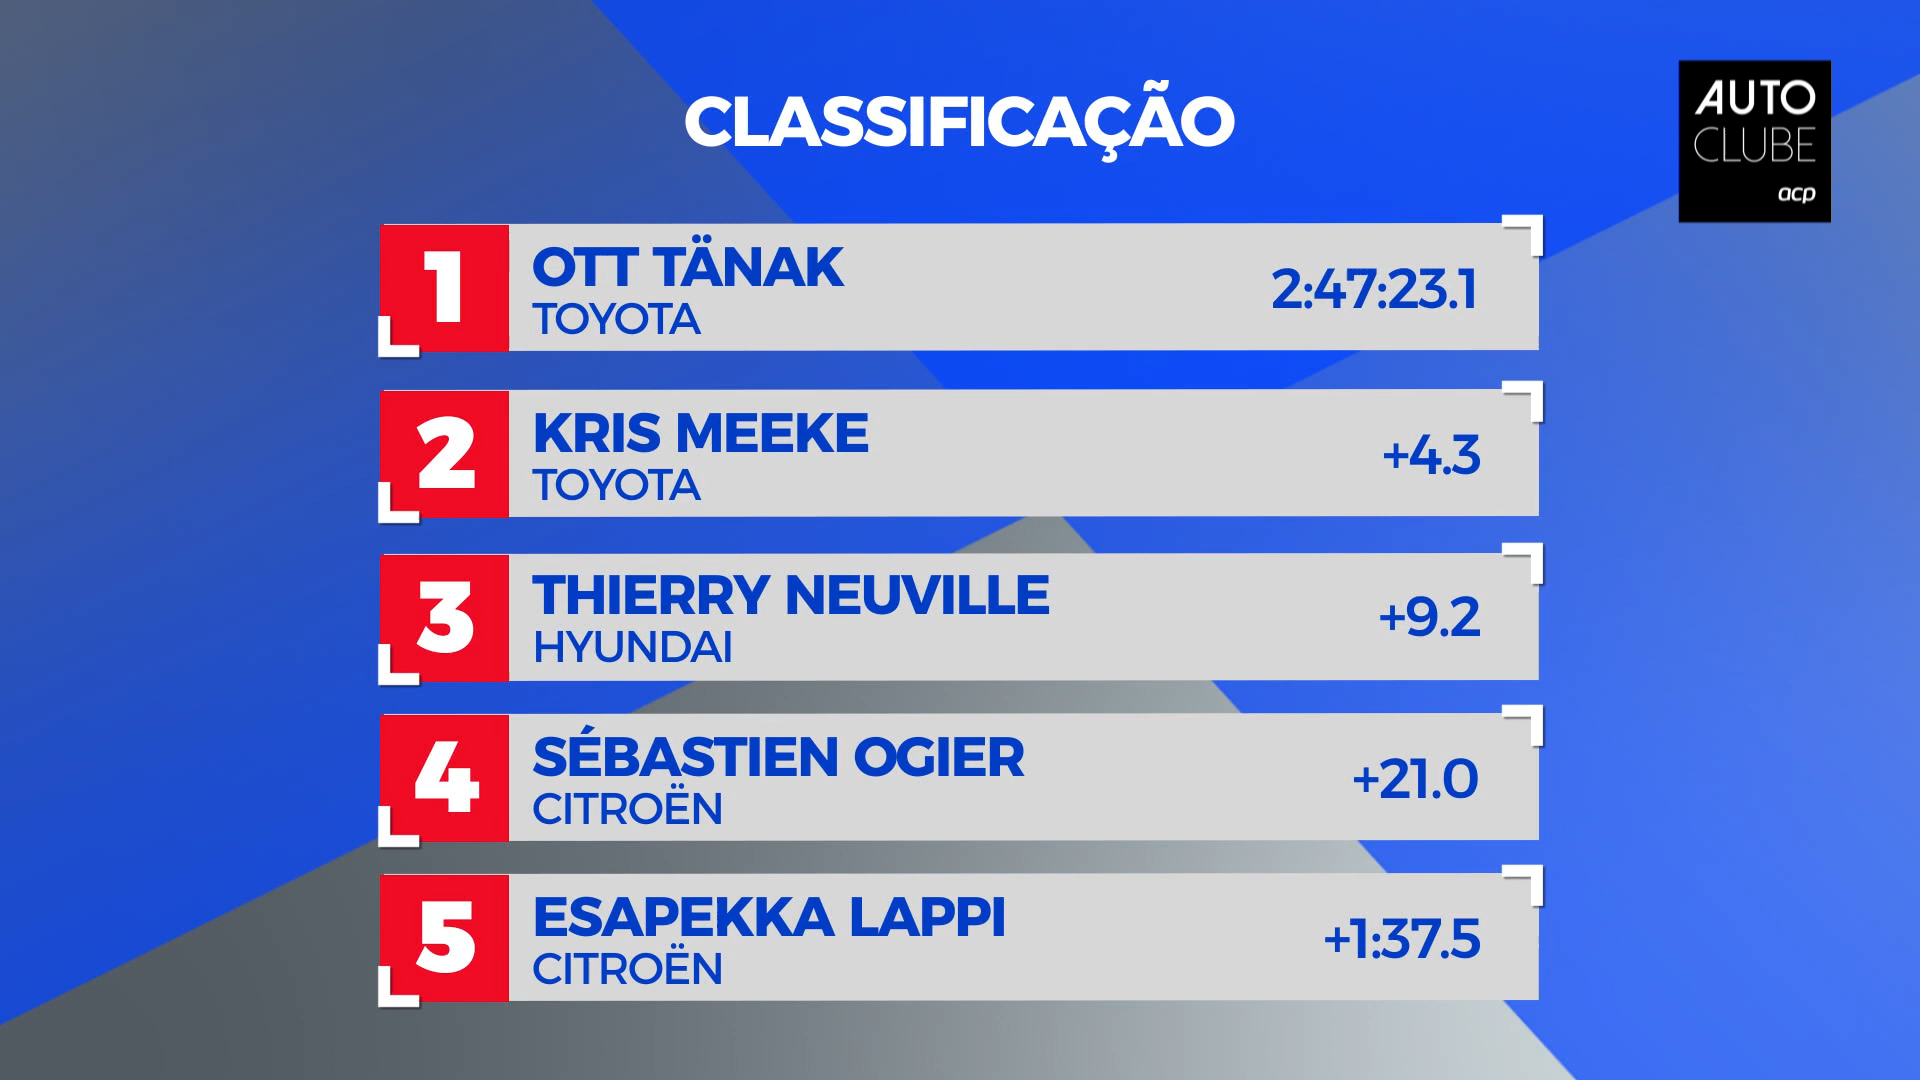 CLASSIFICAÇÃO
AUTO
CLUBE
acp
1
OTT TÄNAK
TOYOTA
2:47:23.1
2
KRIS MEEKE
TOYOTA
+4.3
3
THIERRY NEUVILLE
HYUNDAI
+9.2
4
SÉBASTIEN OGIER
CITROËN
+21.0
5
ESAPEKKA LAPPI
CITROËN
+1:37.5